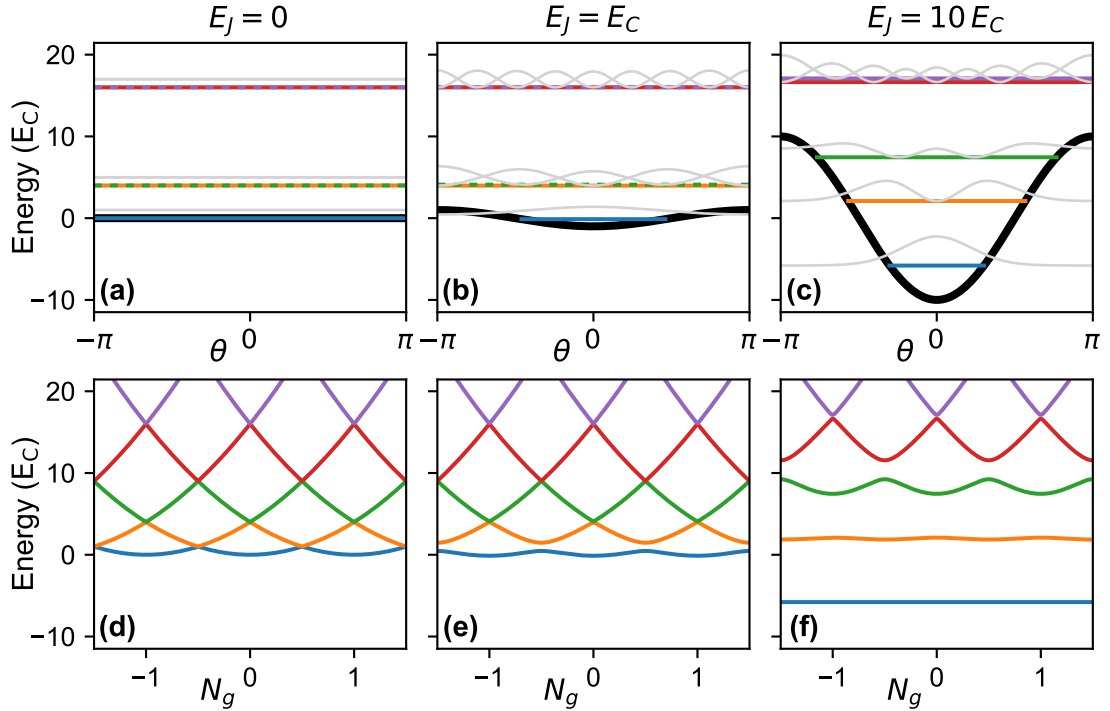 E_J = 0
E_J = E_C
E_J = 10 E_C
Energy (E_C)
20
10
0
−10
(a)
(b)
(c)
−π
0
π
−π
0
π
−π
0
π
θ
θ
θ
Energy (E_C)
20
10
0
−10
(d)
(e)
(f)
−1
0
1
−1
0
1
−1
0
1
N_g
N_g
N_g